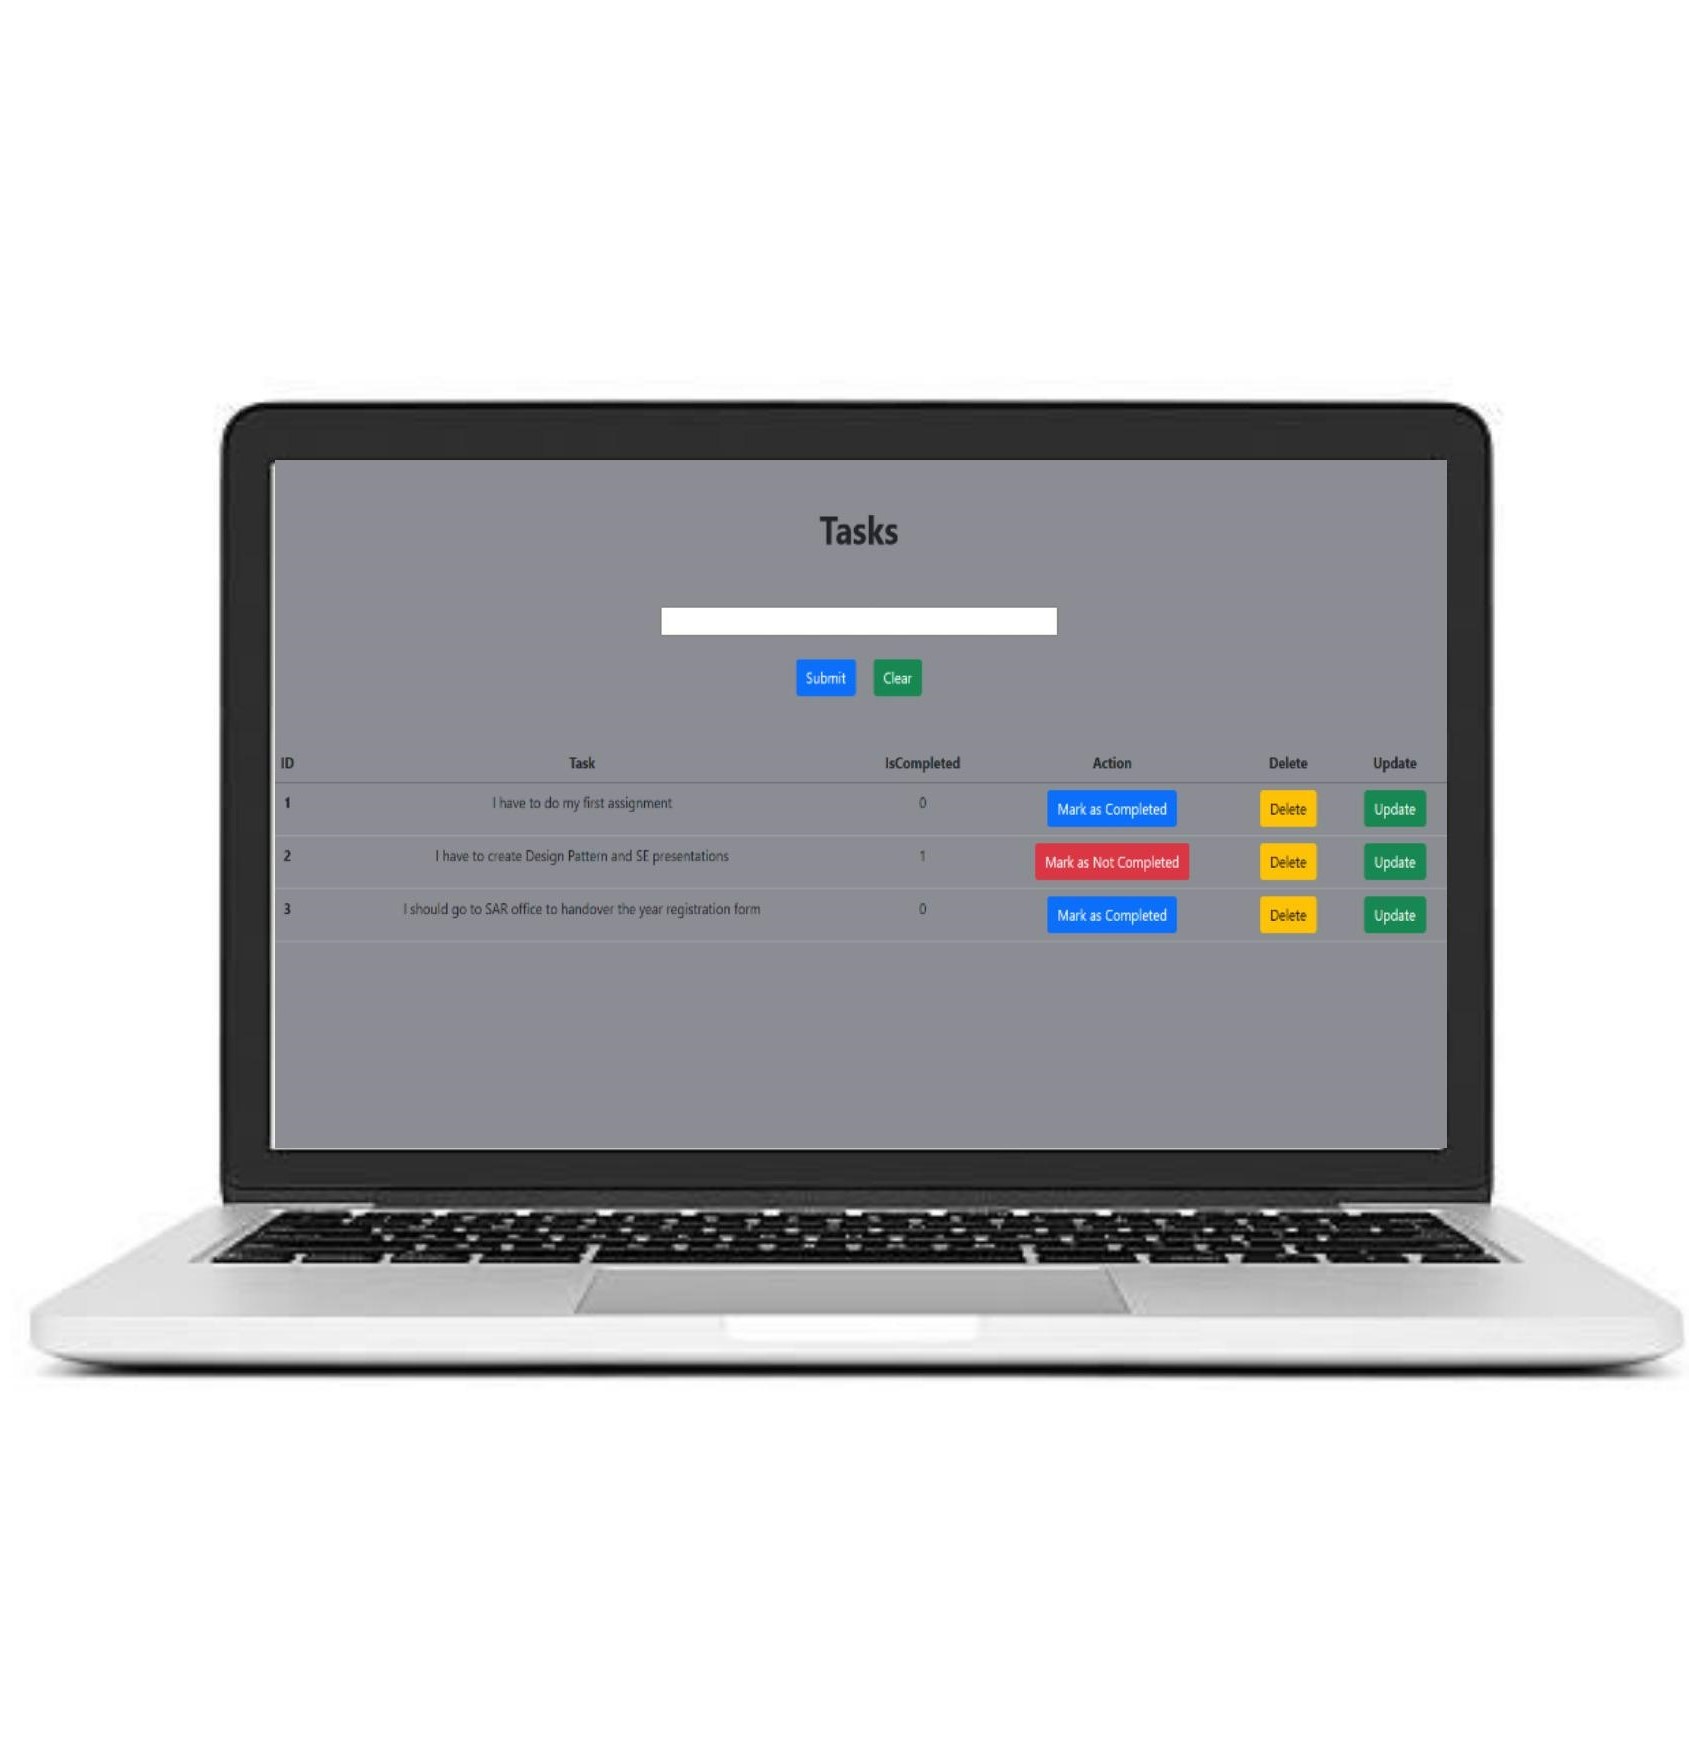 Tasks
Submit Clear
ID Task IsCompleted Action Delete Update
1 I have to do my first assignment 0 Mark as Completed Delete Update
2 I have to create Design Pattern and SE presentations 1 Mark as Not Completed Delete Update
3 I should go to SAR office to handover the year registration form 0 Mark as Completed Delete Update